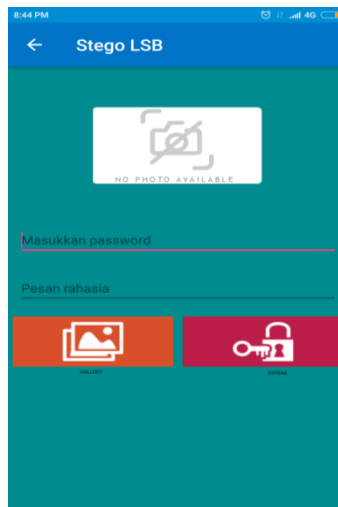 8:44 PM 4G
Stego LSB
NO PHOTO AVAILABLE
Masukkan password
Pesan rahasia
GALLERY